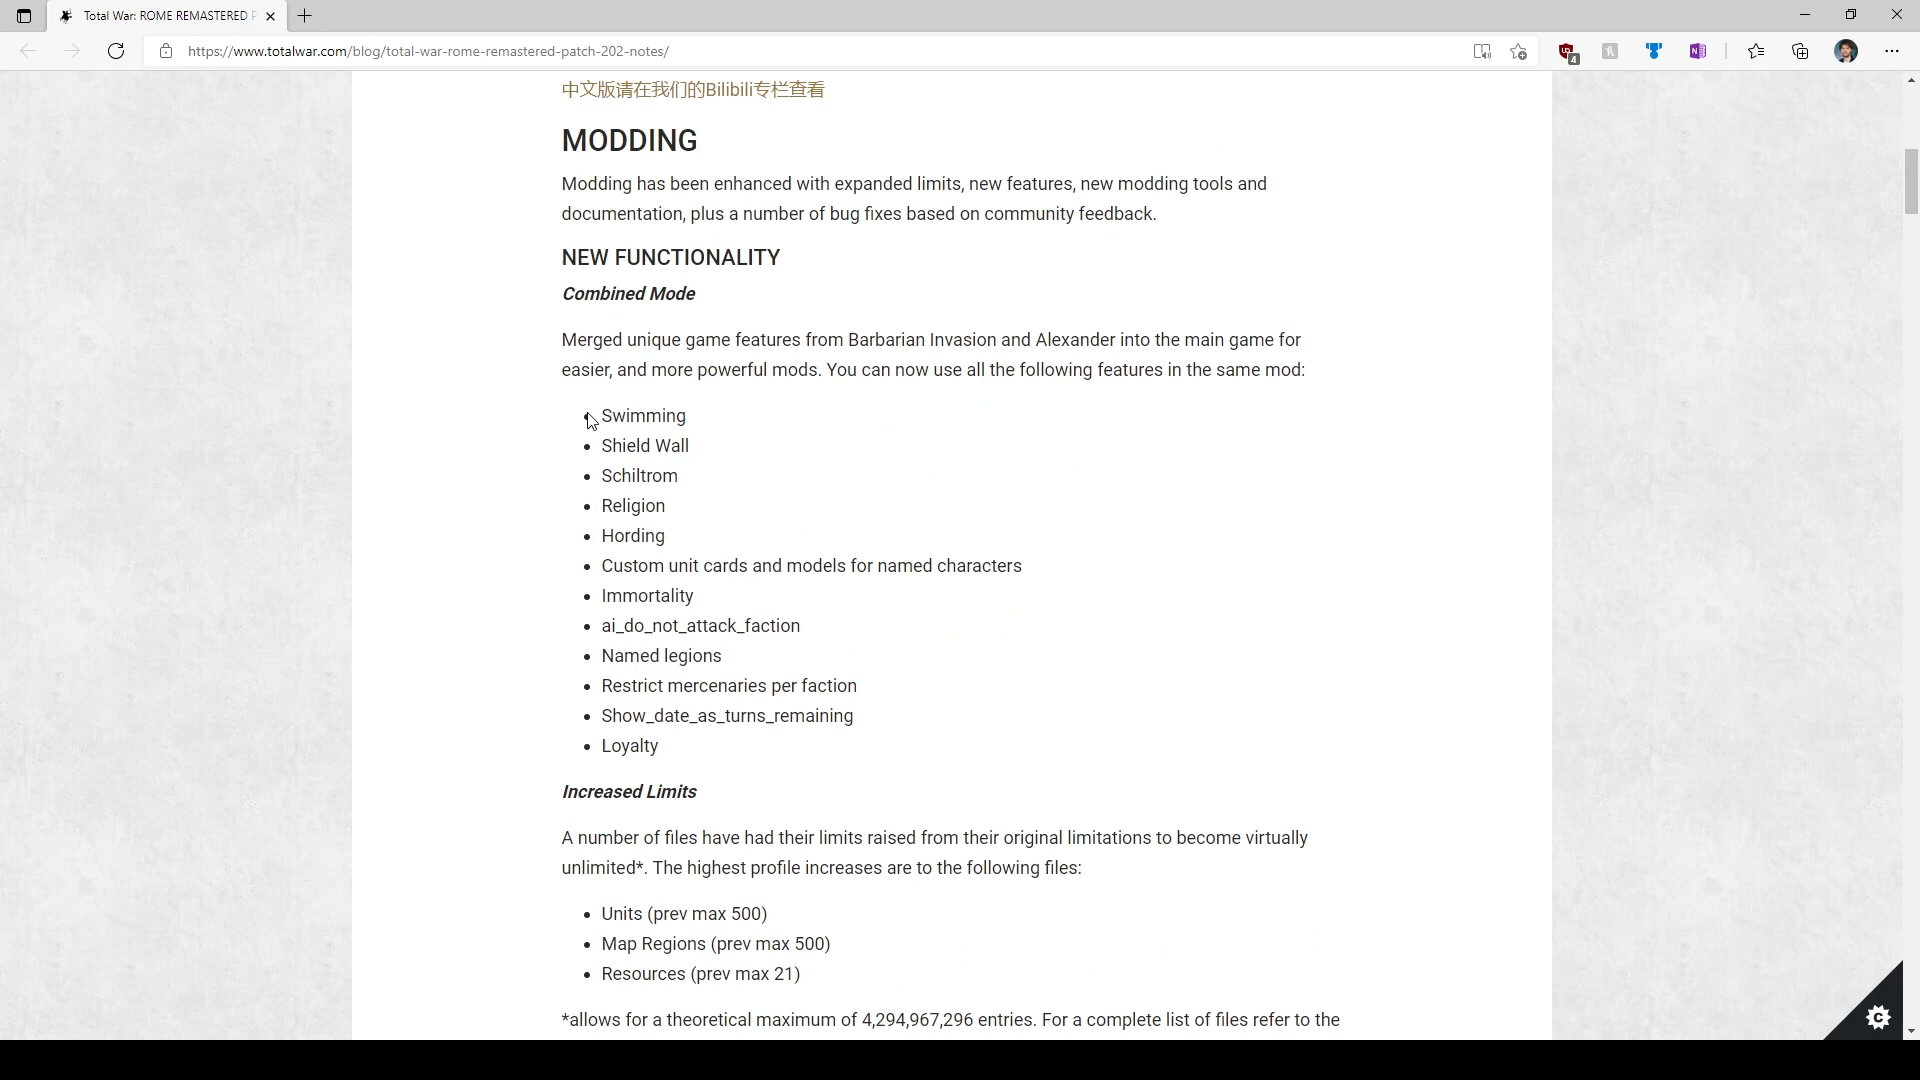 Total War: ROME REMASTERED P
https://www.totalwar.com/blog/total-war-rome-remastered-patch-202-notes/
4
中文版请在我们的Bilibili专栏查看
MODDING
Modding has been enhanced with expanded limits, new features, new modding tools and
documentation, plus a number of bug fixes based on community feedback.
NEW FUNCTIONALITY
Combined Mode
Merged unique game features from Barbarian Invasion and Alexander into the main game for
easier, and more powerful mods. You can now use all the following features in the same mod:
• Swimming
• Shield Wall
• Schiltrom
• Religion
• Hording
• Custom unit cards and models for named characters
• Immortality
• ai_do_not_attack_faction
• Named legions
• Restrict mercenaries per faction
• Show_date_as_turns_remaining
• Loyalty
Increased Limits
A number of files have had their limits raised from their original limitations to become virtually
unlimited*. The highest profile increases are to the following files:
• Units (prev max 500)
• Map Regions (prev max 500)
• Resources (prev max 21)
*allows for a theoretical maximum of 4,294,967,296 entries. For a complete list of files refer to the